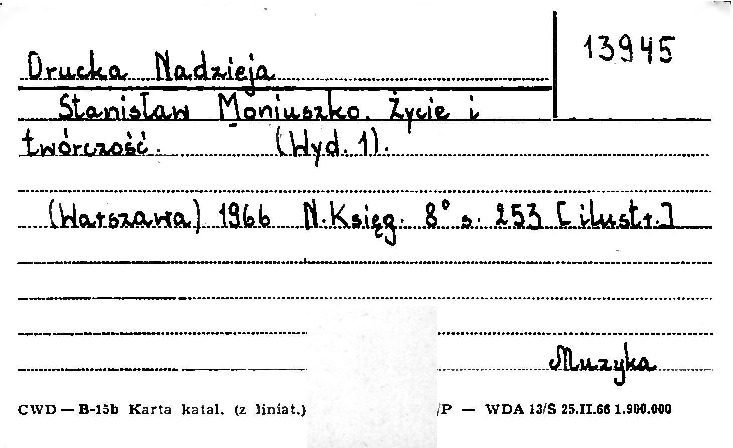 13945
Drucka Nadzieja
Stanisław Moniuszko. Życie i
twórczość. (Wyd. 1).
(Warszawa) 1966 N. Księg. 8° s. 253 [ilustr.]
Muzyka
CWD — B-15b Karta katal. (z liniat.) /P — WDA 13/S 25.II.66 1.900.000